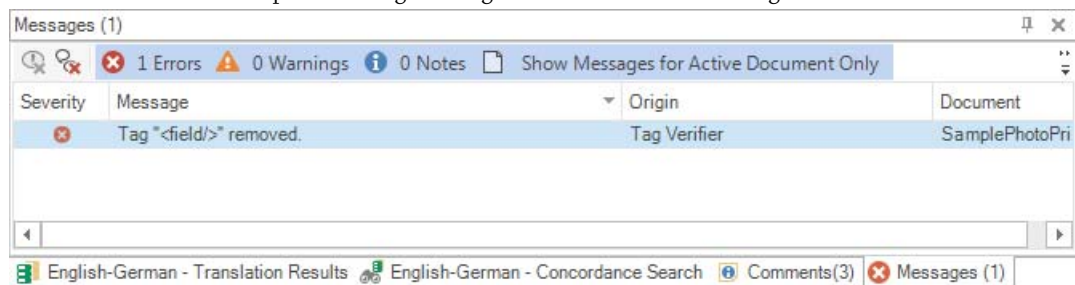 Messages (1)
1 Errors 0 Warnings 0 Notes Show Messages for Active Document Only
Severity Message Origin Document
Tag "<field/>" removed. Tag Verifier SamplePhotoPri
English-German - Translation Results English-German - Concordance Search Comments(3) Messages (1)